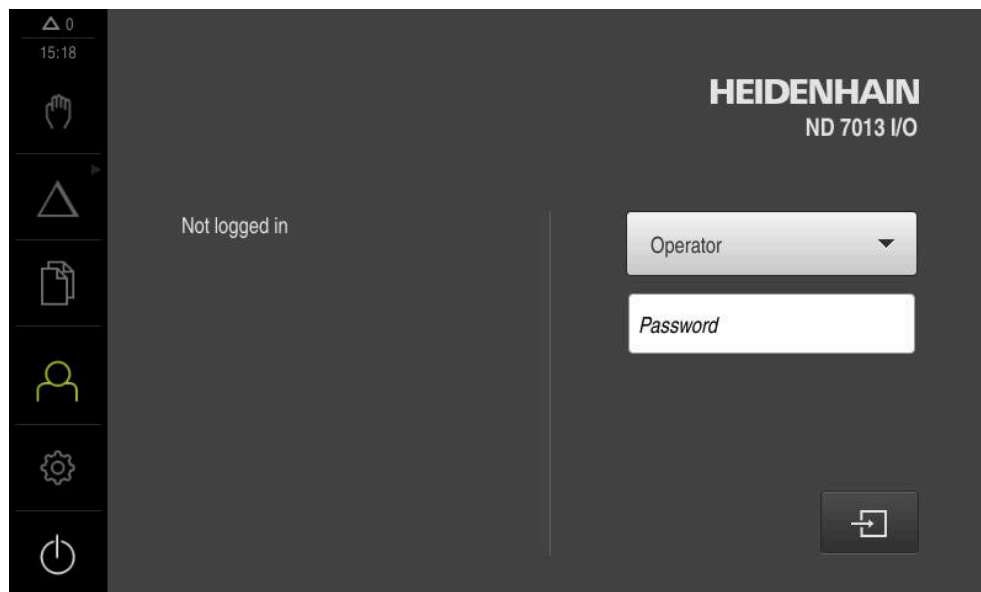 0
15:18
HEIDENHAIN
ND 7013 I/O
Not logged in
Operator
Password